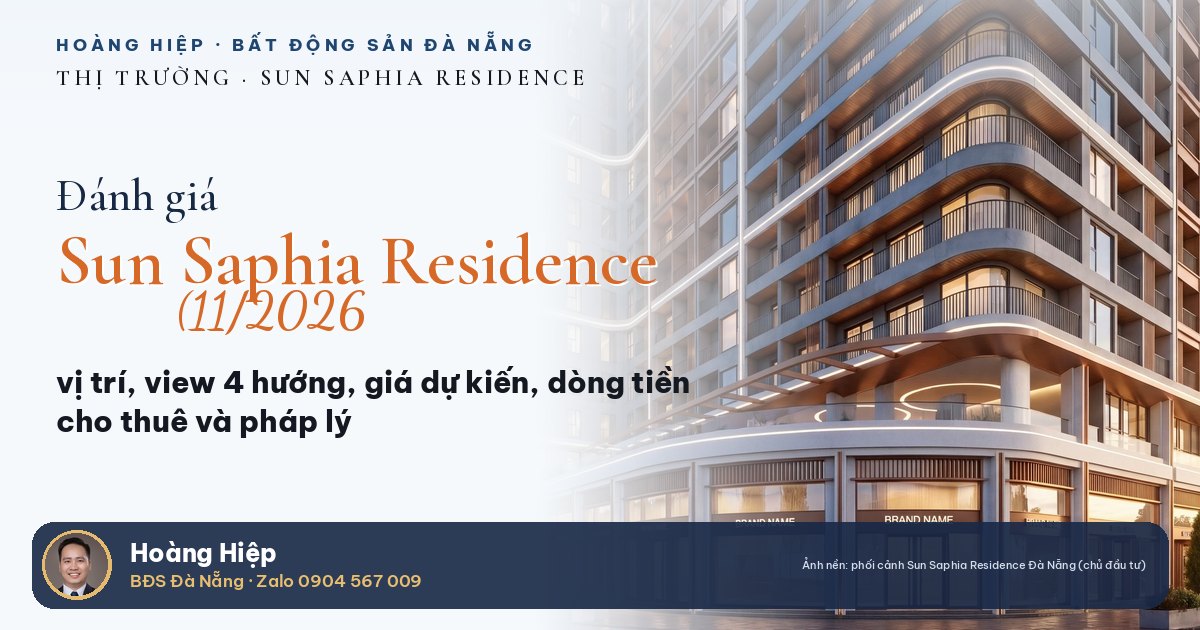 HOÀNG HIỆP · BẤT ĐỘNG SẢN ĐÀ NẴNG
THỊ TRƯỜNG · SUN SAPHIA RESIDENCE
Đánh giá
Sun Saphia Residence
(11/2026
vị trí, view 4 hướng, giá dự kiến, dòng tiền
cho thuê và pháp lý
BRAND NAME
BRAND NAME
Hoàng Hiệp
BĐS Đà Nẵng · Zalo 0904 567 009
Ảnh nền: phối cảnh Sun Saphia Residence Đà Nẵng (chủ đầu tư)